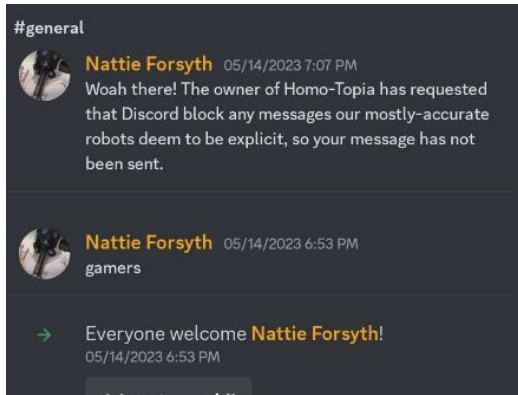 #general
Nattie Forsyth 05/14/2023 7:07 PM
Woah there! The owner of Homo-Topia has requested
that Discord block any messages our mostly-accurate
robots deem to be explicit, so your message has not
been sent.
Nattie Forsyth 05/14/2023 6:53 PM
gamers
Everyone welcome Nattie Forsyth!
05/14/2023 6:53 PM